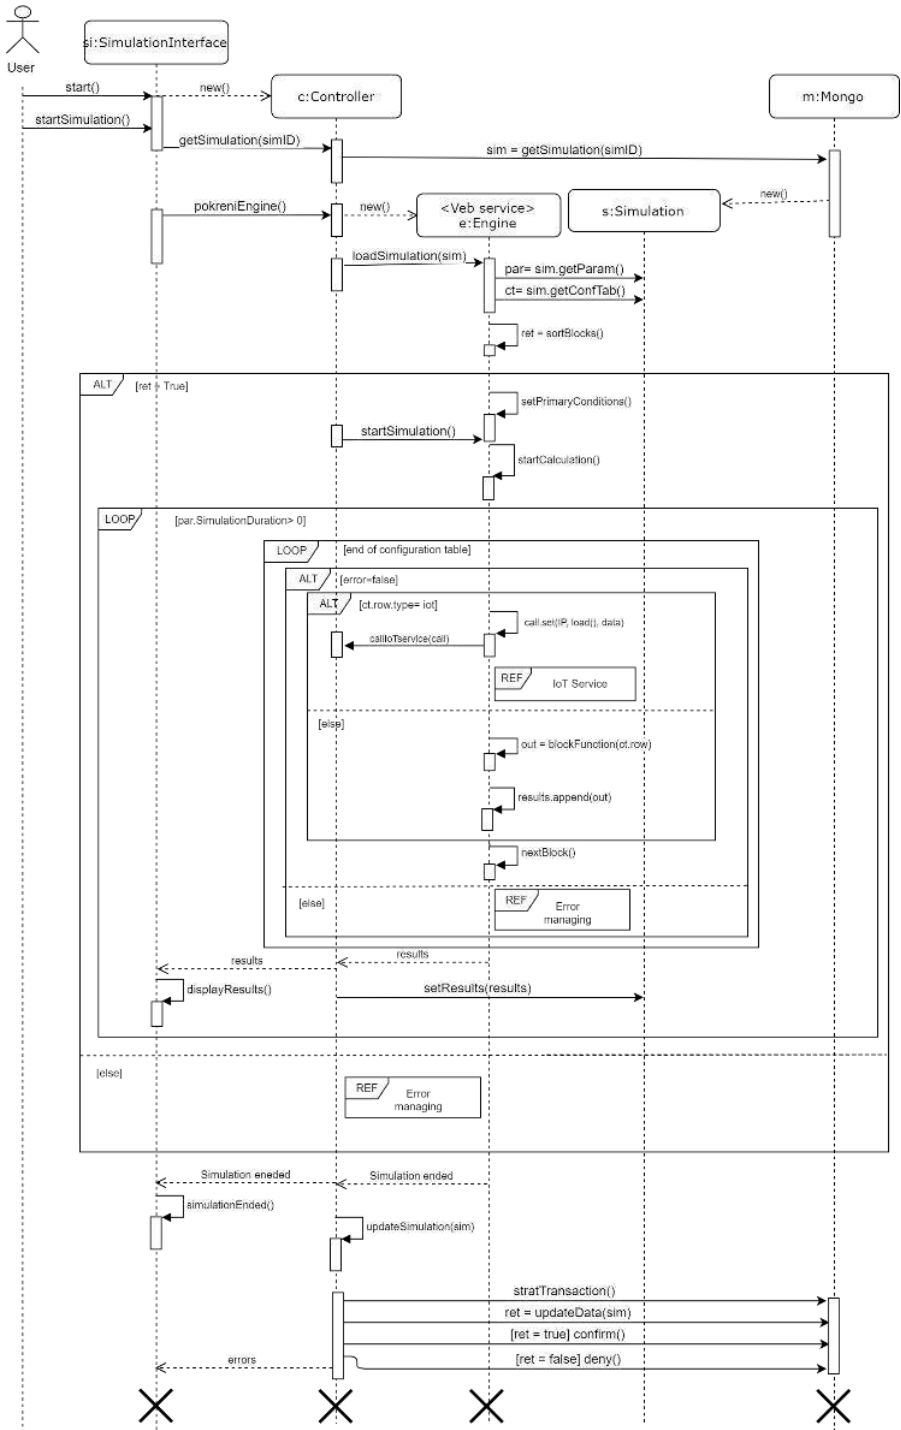 User
si:SimulationInterface
start()
new()
c:Controller
m:Mongo
startSimulation()
getSimulation(simID)
sim = getSimulation(simID)
new()
pokreniEngine()
new()
<Veb service>
e:Engine
s:Simulation
loadSimulation(sim)
par= sim.getParam()
ct= sim.getConfTab()
ret = sortBlocks()
ALT
[ret = True]
setPrimaryConditions()
startSimulation()
startCalculation()
LOOP
[par.SimulationDuration> 0]
LOOP
[end of configuration table]
ALT
[error=false]
ALT
[ct.row.type= iot]
call.set(IP, load(), data)
callIoTservice(call)
REF
IoT Service
[else]
out = blockFunction(ct.row)
results.append(out)
nextBlock()
[else]
REF
Error
managing
results
results
displayResults()
setResults(results)
[else]
REF
Error
managing
Simulation eneded
Simulation ended
simulationEnded()
updateSimulation(sim)
stratTransaction()
ret = updateData(sim)
[ret = true] confirm()
errors
[ret = false] deny()